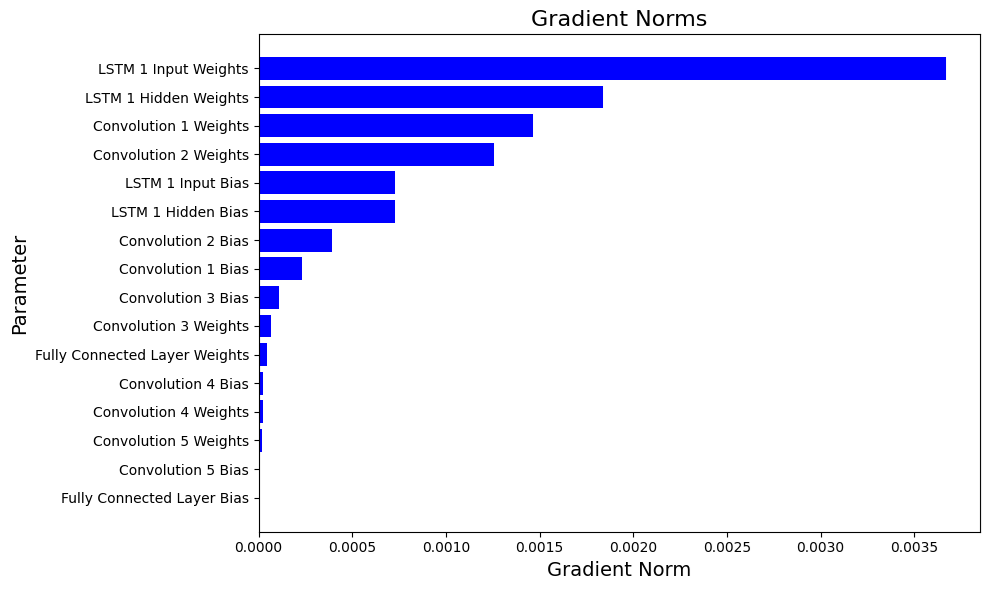 Gradient Norms
LSTM 1 Input Weights
LSTM 1 Hidden Weights
Convolution 1 Weights
Convolution 2 Weights
LSTM 1 Input Bias
LSTM 1 Hidden Bias
Convolution 2 Bias
Convolution 1 Bias
Convolution 3 Bias
Convolution 3 Weights
Fully Connected Layer Weights
Convolution 4 Bias
Convolution 4 Weights
Convolution 5 Weights
Convolution 5 Bias
Fully Connected Layer Bias
Parameter
0.0000 0.0005 0.0010 0.0015 0.0020 0.0025 0.0030 0.0035
Gradient Norm